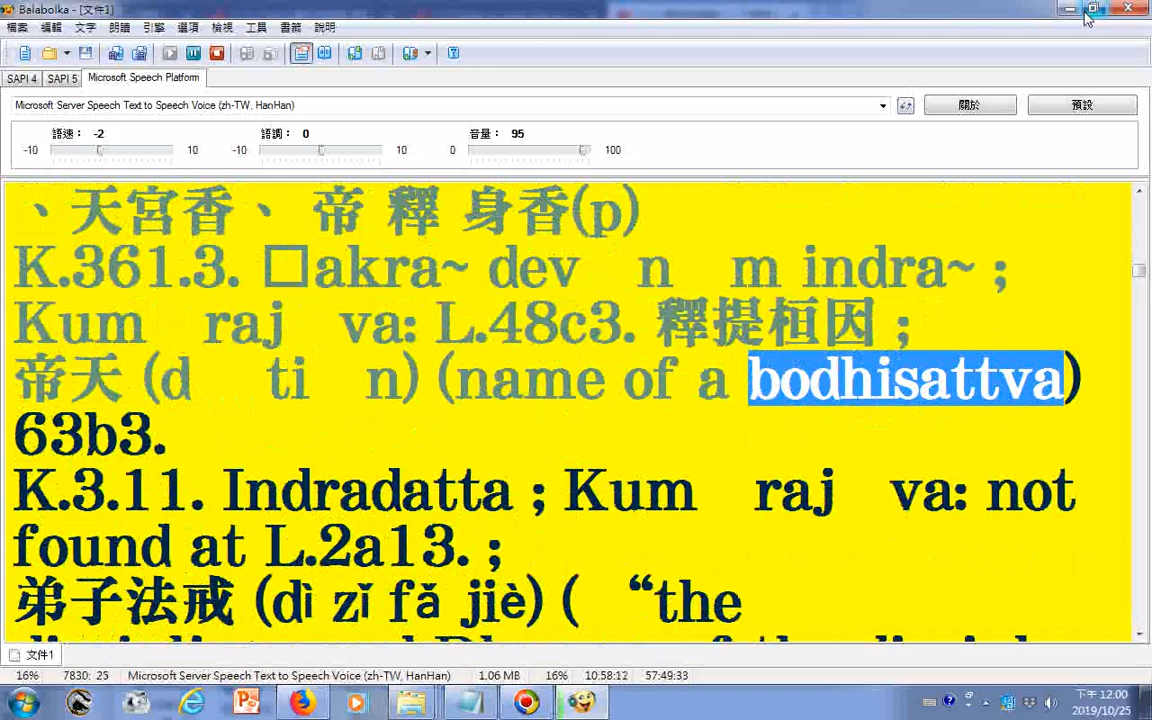 Balabolka - [文件1]
檔案 編輯 文字 朗讀 引擎 選項 檢視 工具 書籤 說明
SAPI 4 SAPI 5 Microsoft Speech Platform
Microsoft Server Speech Text to Speech Voice (zh-TW, HanHan) 關於 預設
語速： -2 語調： 0 音量： 95
-10 10 -10 10 0 100
、天宮香、 帝 釋 身香(p)
K.361.3. □akra~ dev n m indra~ ;
Kum raj va: L.48c3. 釋提桓因 ;
帝天 (d ti n) (name of a bodhisattva)
63b3.
K.3.11. Indradatta ; Kum raj va: not
found at L.2a13. ;
弟子法戒 (dì zǐ fǎ jiè) ( “the
文件1
16% 7830: 25 Microsoft Server Speech Text to Speech Voice (zh-TW, HanHan) 1.06 MB 16% 10:58:12 57:49:33
下午 12:00
2019/10/25